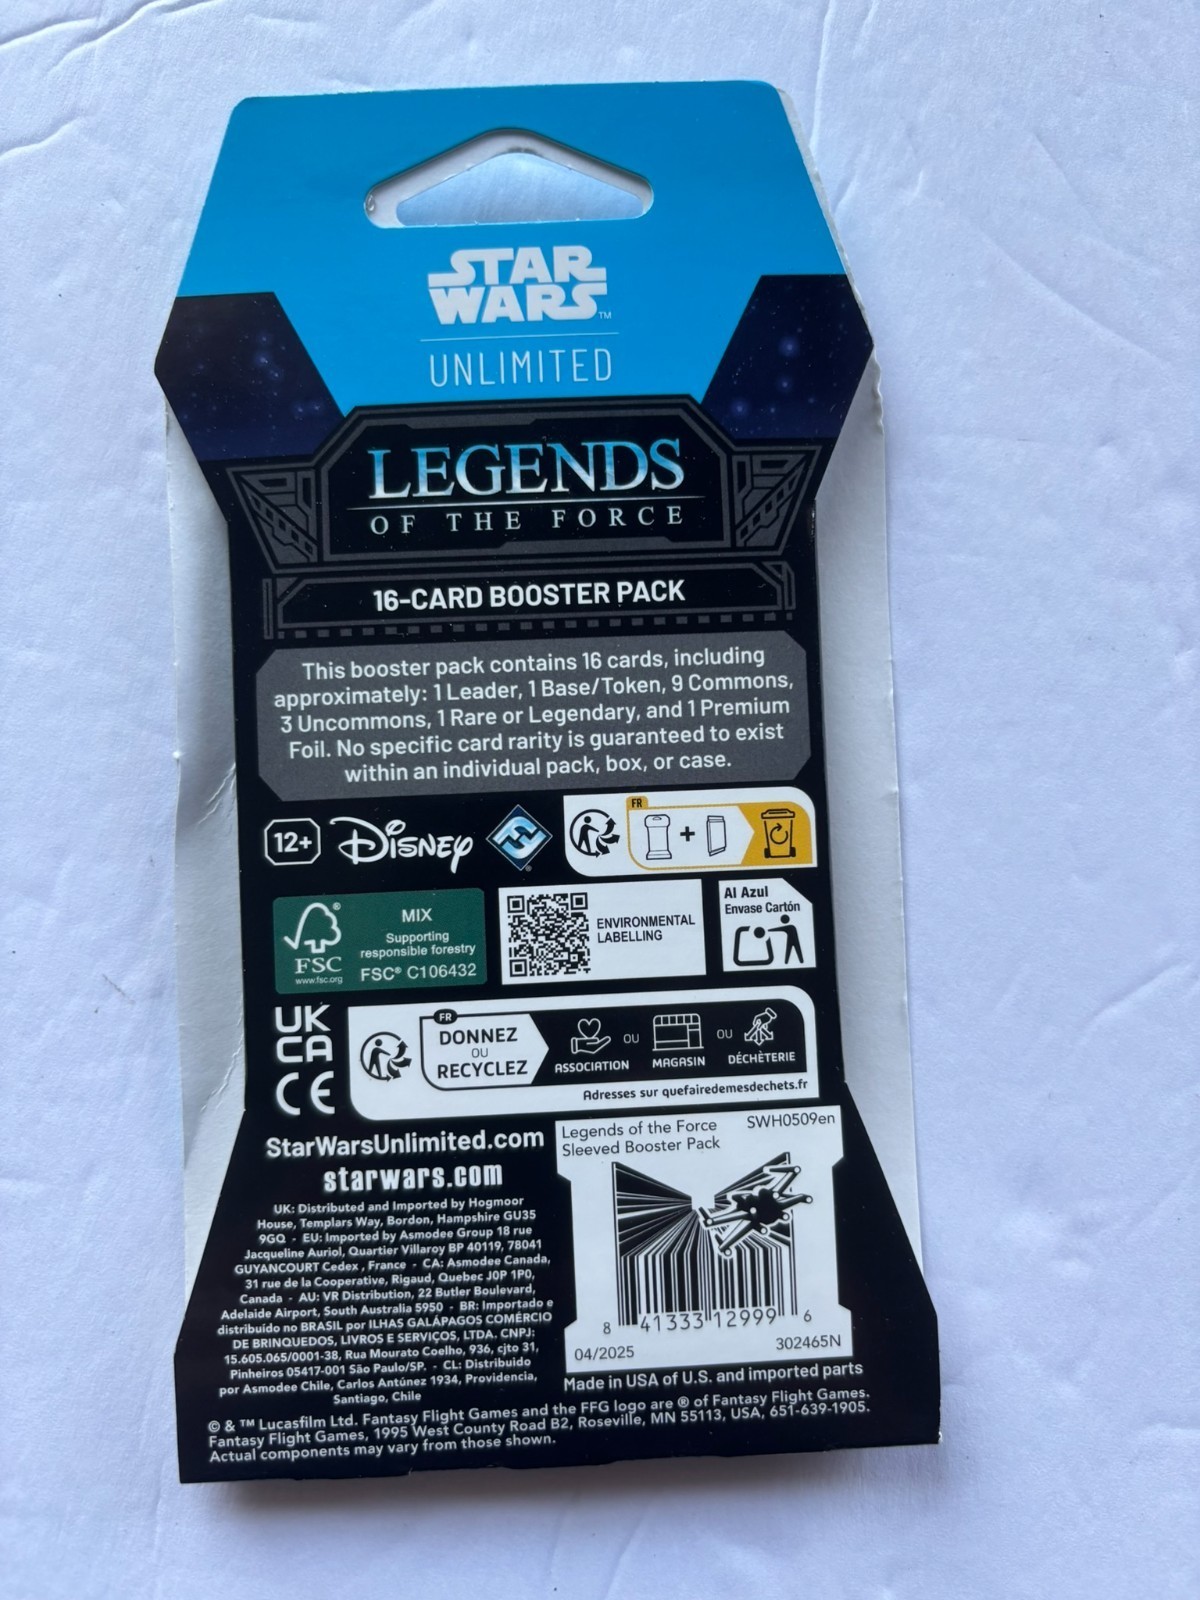 STAR
WARS™
UNLIMITED
LEGENDS
OF THE FORCE
16-CARD BOOSTER PACK
This booster pack contains 16 cards, including
approximately: 1 Leader, 1 Base/Token, 9 Commons,
3 Uncommons, 1 Rare or Legendary, and 1 Premium
Foil. No specific card rarity is guaranteed to exist
within an individual pack, box, or case.
12+
Disney
®
FR
+
FSC
®
www.fsc.org
MIX
Supporting
responsible forestry
FSC® C106432
ENVIRONMENTAL
LABELLING
Al Azul
Envase Cartón
UK
CA
CE
FR
DONNEZ
OU
RECYCLEZ
ASSOCIATION
OU
MAGASIN
OU
DÉCHÈTERIE
Adresses sur quefairedemesdechets.fr
StarWarsUnlimited.com
starwars.com
UK: Distributed and Imported by Hogmoor
House, Templars Way, Bordon, Hampshire GU35
9GQ - EU: Imported by Asmodee Group 18 rue
Jacqueline Auriol, Quartier Villaroy BP 40119, 78041
GUYANCOURT Cedex , France - CA: Asmodee Canada,
31 rue de la Cooperative, Rigaud, Quebec J0P 1P0,
Canada - AU: VR Distribution, 22 Butler Boulevard,
Adelaide Airport, South Australia 5950 - BR: Importado e
distribuído no BRASIL por ILHAS GALÁPAGOS COMÉRCIO
DE BRINQUEDOS, LIVROS E SERVIÇOS, LTDA. CNPJ:
15.605.065/0001-38, Rua Mourato Coelho, 936, cjto 31,
Pinheiros 05417-001 São Paulo/SP. - CL: Distribuido
por Asmodee Chile, Carlos Antúnez 1934, Providencia,
Santiago, Chile
Legends of the Force
Sleeved Booster Pack
SWH0509en
8 41333 12999 6
04/2025
302465N
Made in USA of U.S. and imported parts
© & ™ Lucasfilm Ltd. Fantasy Flight Games and the FFG logo are ® of Fantasy Flight Games.
Fantasy Flight Games, 1995 West County Road B2, Roseville, MN 55113, USA, 651-639-1905.
Actual components may vary from those shown.